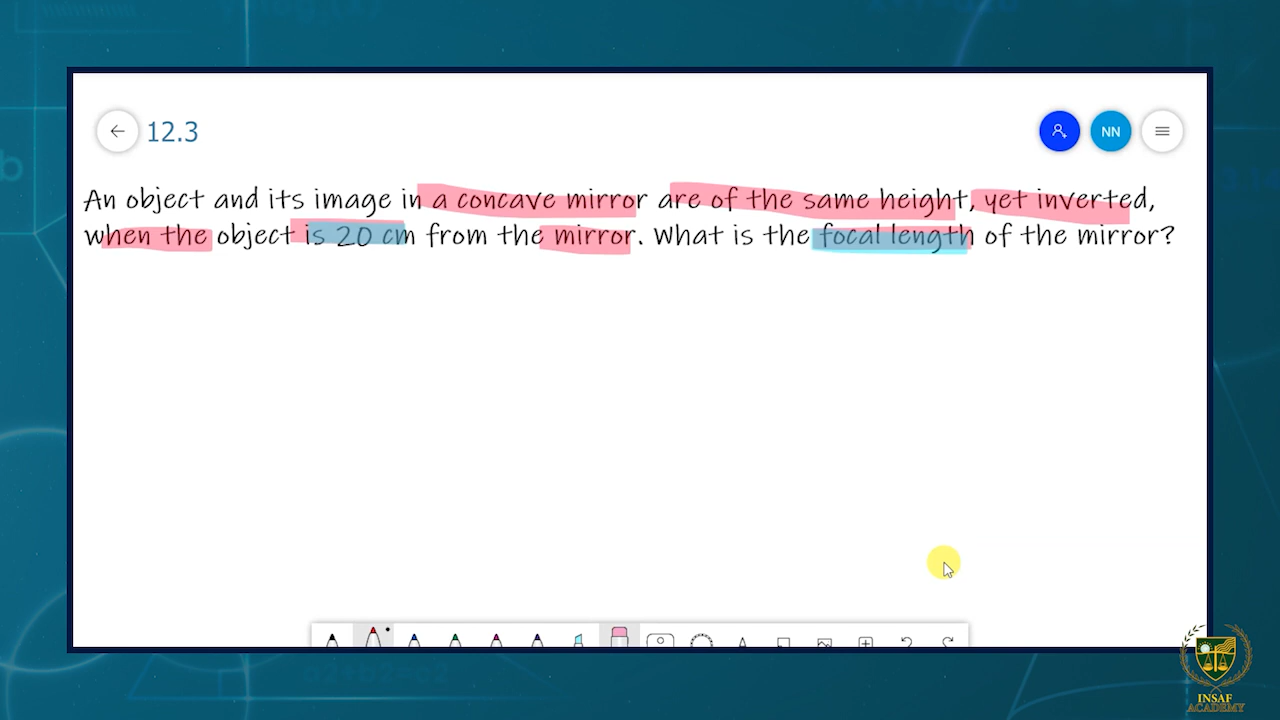 12.3
NN
An object and its image in a concave mirror are of the same height, yet inverted,
when the object is 20 cm from the mirror. What is the focal length of the mirror?
INSAF
ACADEMY